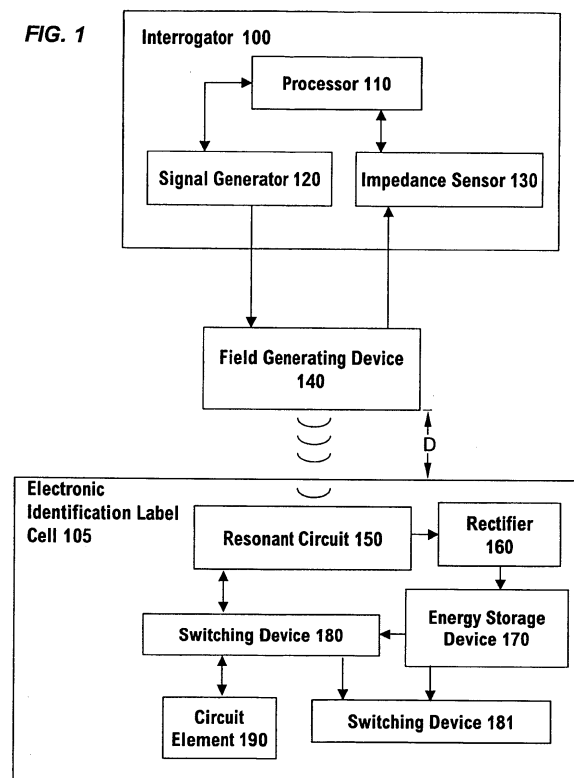 FIG. 1
Interrogator 100
Processor 110
Signal Generator 120
Impedance Sensor 130
Field Generating Device
140
D
Electronic
Identification Label
Cell 105
Resonant Circuit 150
Rectifier
160
Switching Device 180
Energy Storage
Device 170
Circuit
Element 190
Switching Device 181